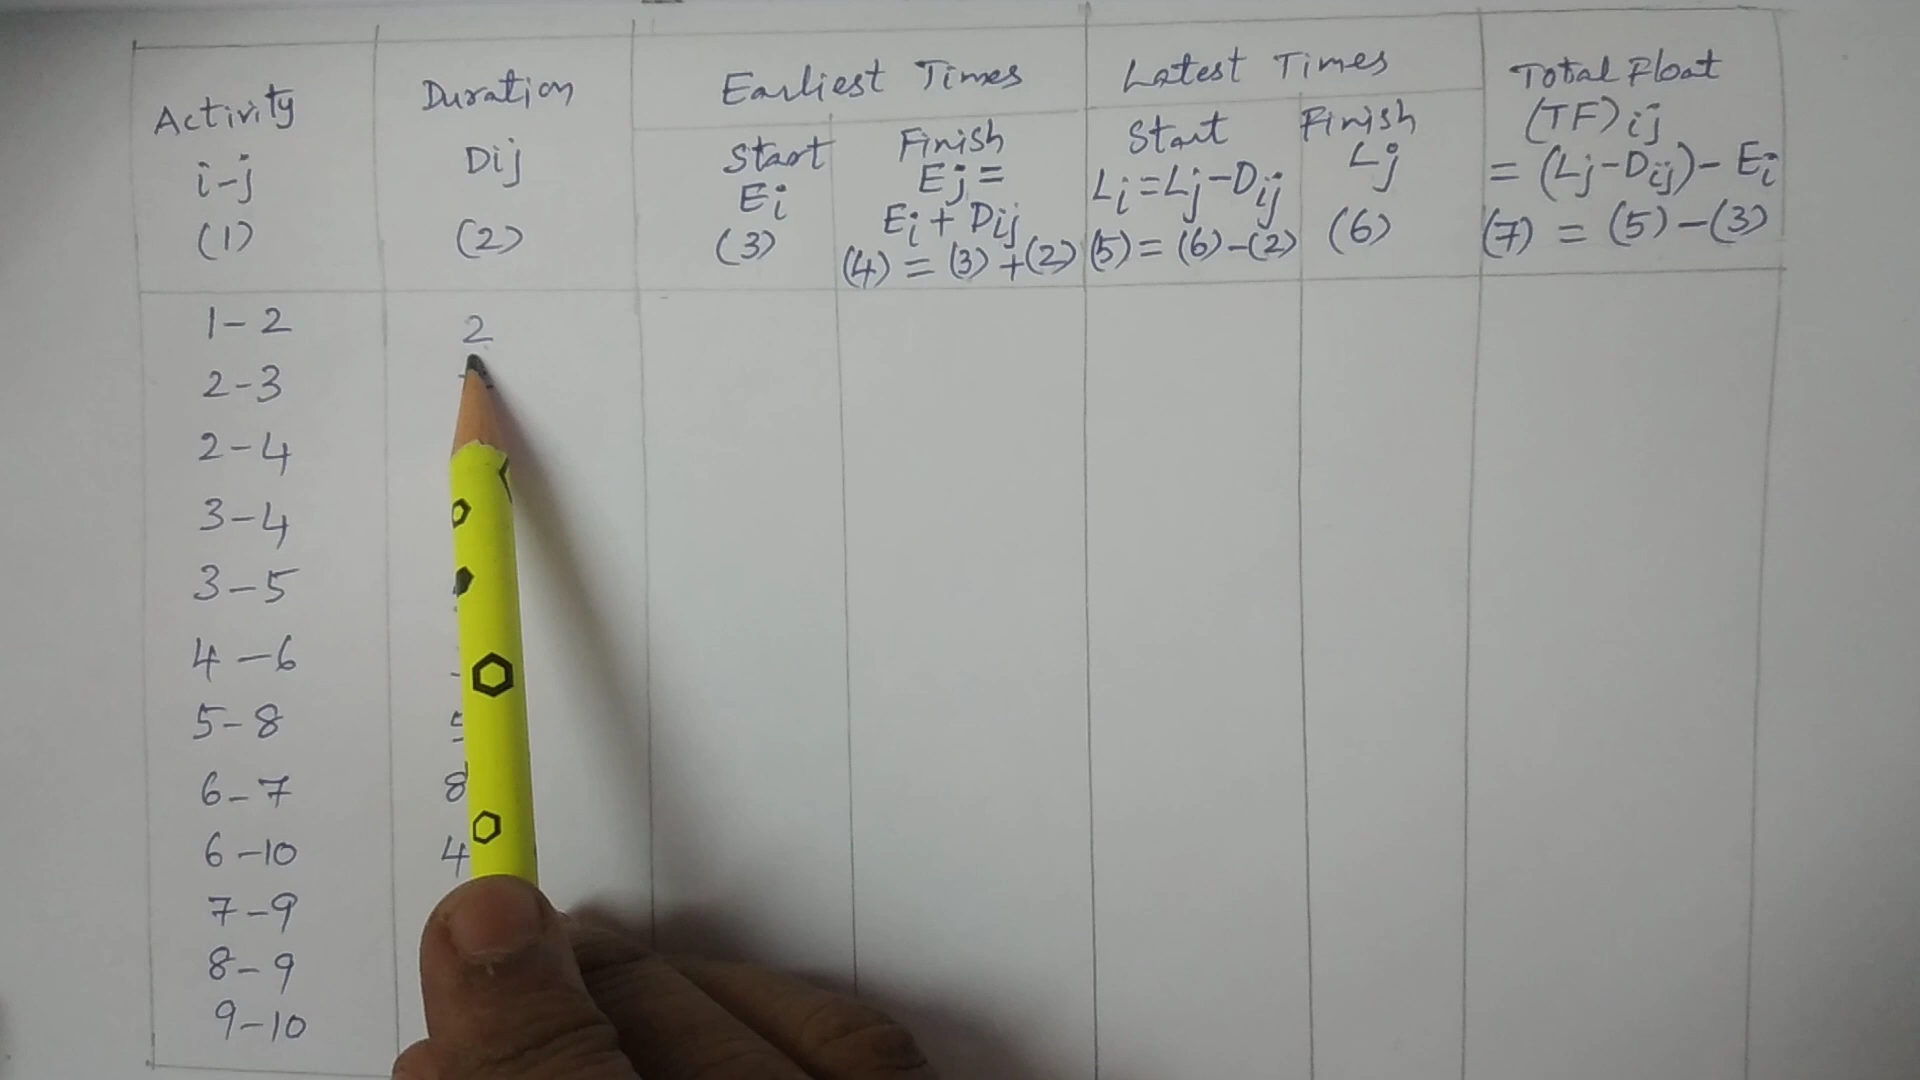 Activity
i-j
(1)
Duration
Dij
(2)
Earliest Times
Start
Ei
(3)
Finish
Ej =
Ei + Dij
(4) = (3) + (2)
Latest Times
Start
Li = Lj - Dij
(5) = (6) - (2)
Finish
Lj
(6)
Total Float
(TF) ij
= (Lj - Dij) - Ei
(7) = (5) - (3)
1-2 2
2-3
2-4
3-4
3-5
4-6
5-8 5
6-7 8
6-10 4
7-9
8-9
9-10